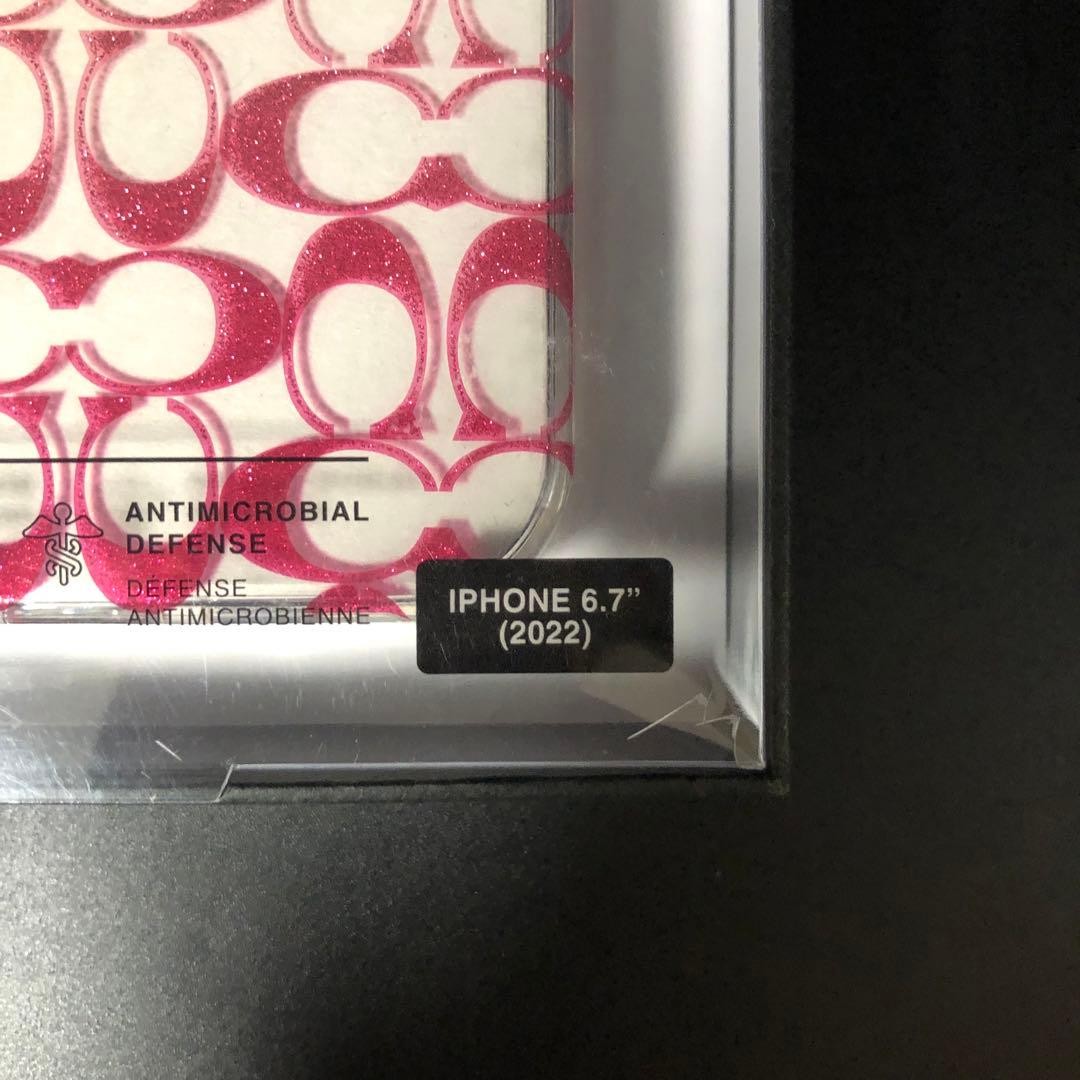 ANTIMICROBIAL
DEFENSE
DÉFENSE
ANTIMICROBIENNE
IPHONE 6.7”
(2022)